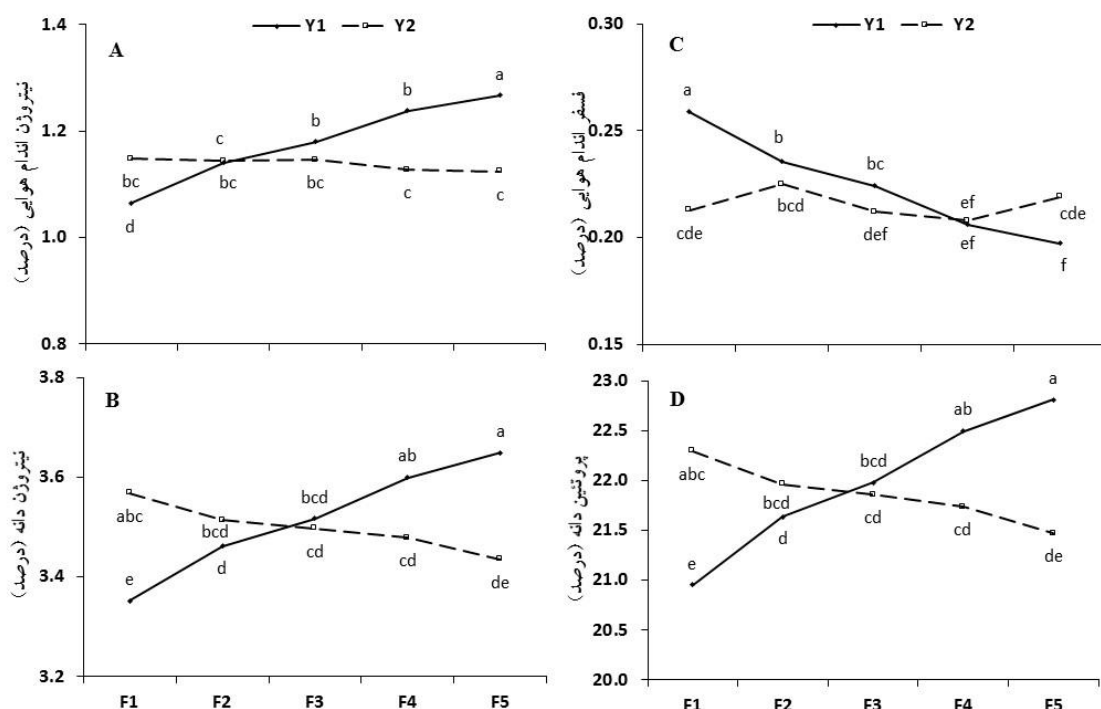 Y1 Y2
A
نیتروژن اندام هوایی (درصد)
1.4
1.2
1.0
0.8
d
c
bc
b
bc
b
c
a
c
bc
Y1 Y2
C
فسفر اندام هوایی (درصد)
0.30
0.25
0.20
0.15
a
cde
b
bcd
bc
def
ef
ef
cde
f
B
نیتروژن دانه (درصد)
3.8
3.6
3.4
3.2
abc
e
bcd
d
bcd
cd
ab
cd
a
de
F1 F2 F3 F4 F5
D
پروتئین دانه (درصد)
23.0
22.5
22.0
21.5
21.0
20.5
20.0
abc
e
bcd
d
bcd
cd
ab
cd
a
de
F1 F2 F3 F4 F5